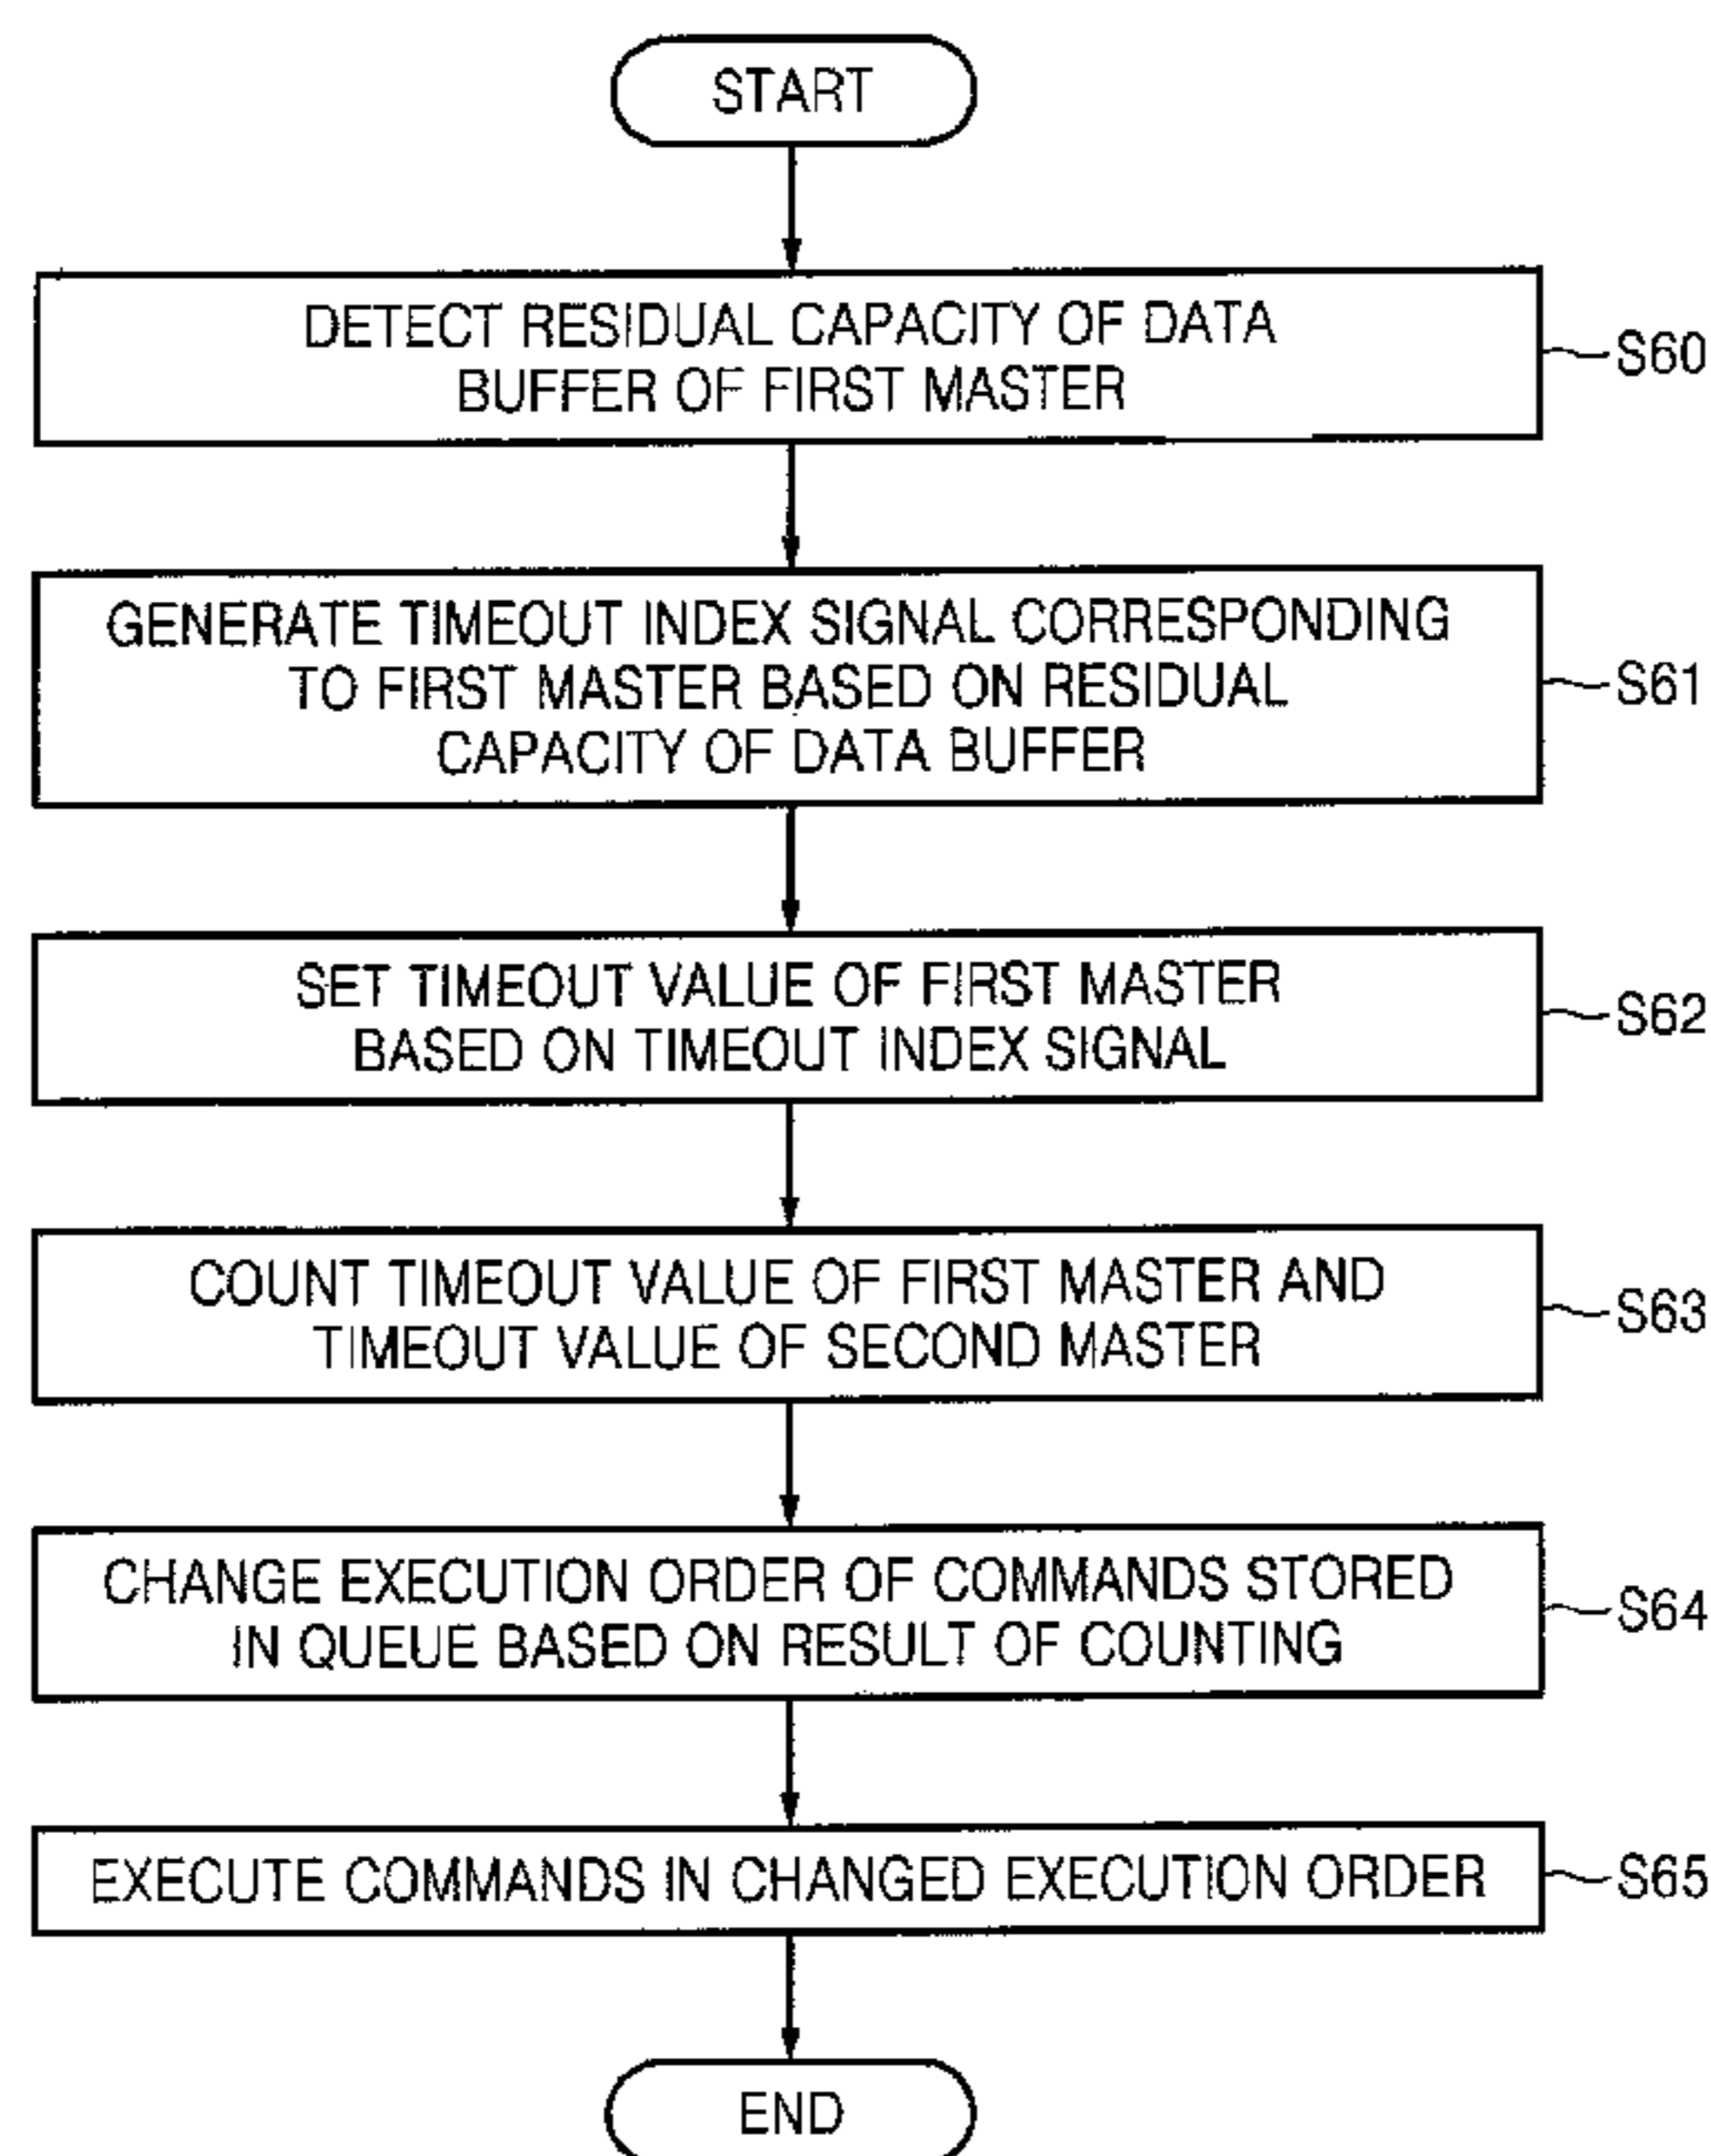 START
DETECT RESIDUAL CAPACITY OF DATA
BUFFER OF FIRST MASTER
S60
GENERATE TIMEOUT INDEX SIGNAL CORRESPONDING
TO FIRST MASTER BASED ON RESIDUAL
CAPACITY OF DATA BUFFER
S61
SET TIMEOUT VALUE OF FIRST MASTER
BASED ON TIMEOUT INDEX SIGNAL
S62
COUNT TIMEOUT VALUE OF FIRST MASTER AND
TIMEOUT VALUE OF SECOND MASTER
S63
CHANGE EXECUTION ORDER OF COMMANDS STORED
IN QUEUE BASED ON RESULT OF COUNTING
S64
EXECUTE COMMANDS IN CHANGED EXECUTION ORDER
S65
END